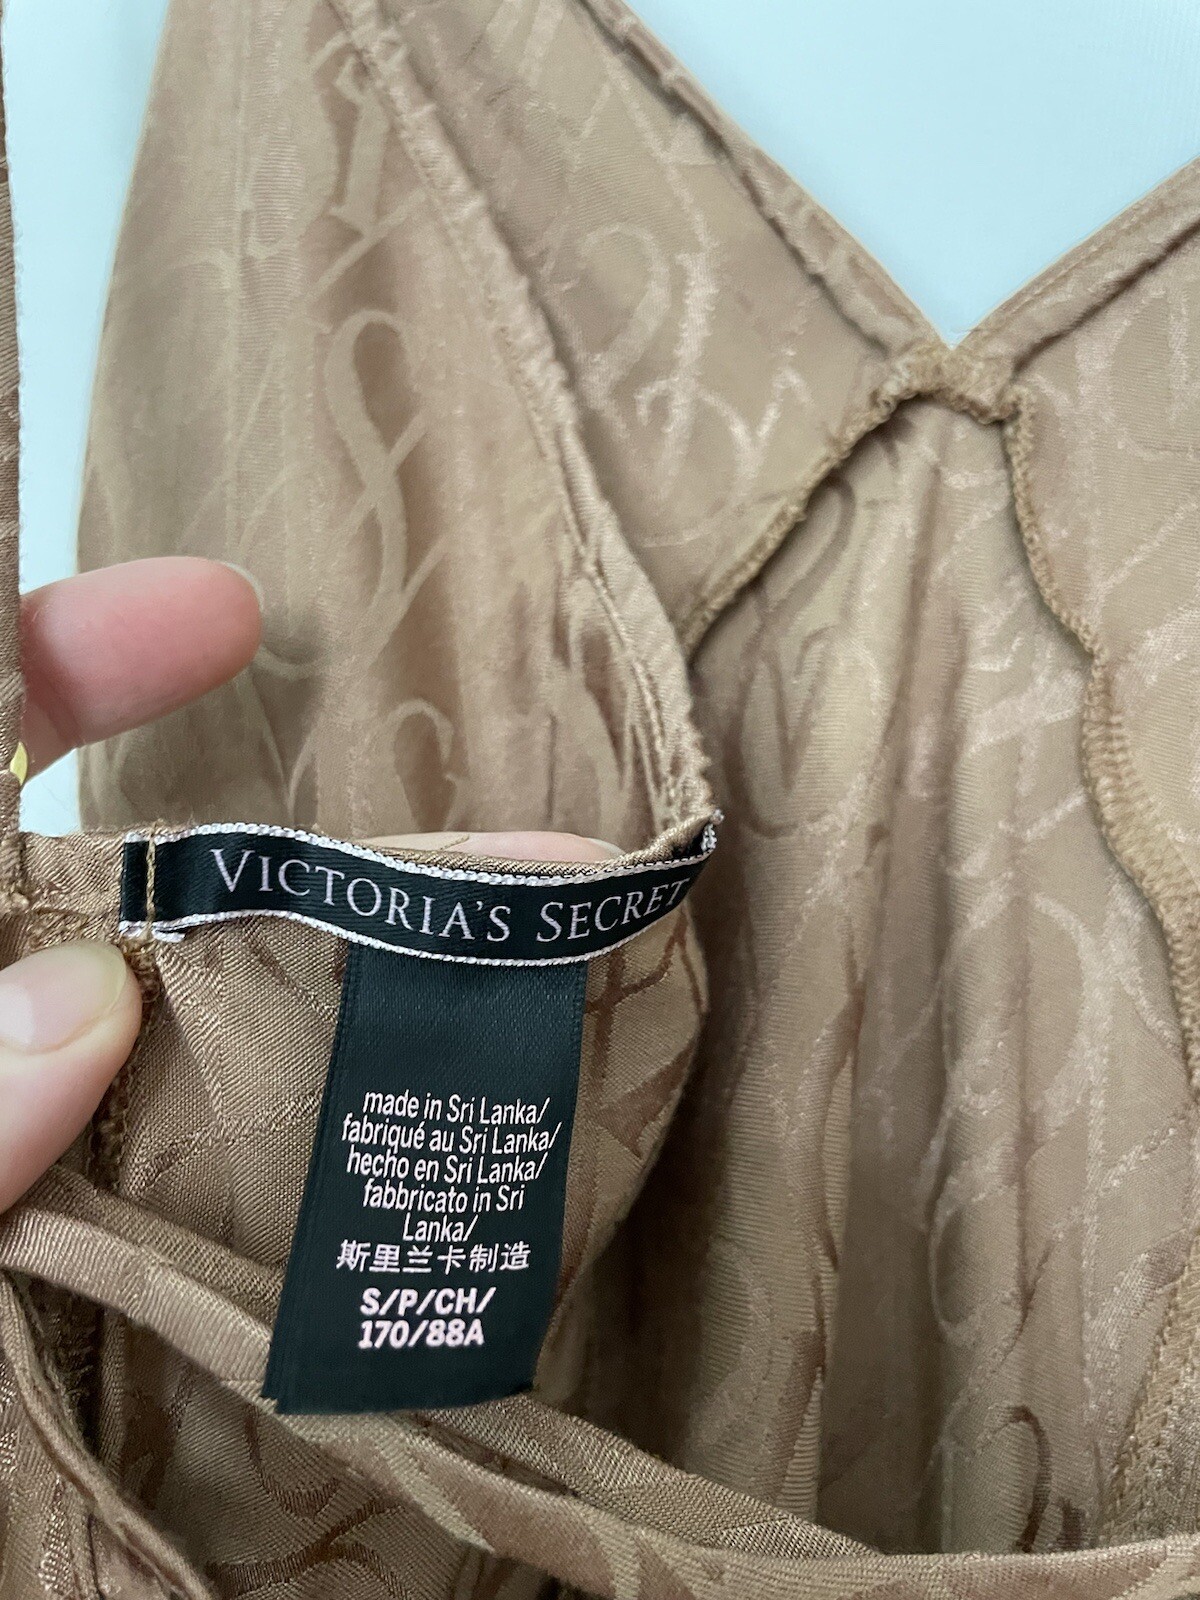 VICTORIA'S SECRET
made in Sri Lanka/
fabriqué au Sri Lanka/
hecho en Sri Lanka/
fabbricato in Sri
Lanka/
斯里兰卡制造
S/P/CH/
170/88A